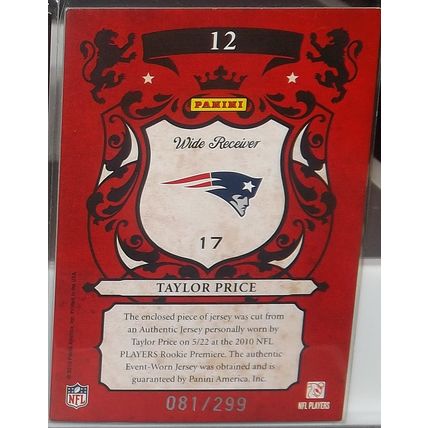 12
PANINI
Wide Receiver
17
TAYLOR PRICE
The enclosed piece of jersey was cut from
an Authentic Jersey personally worn by
Taylor Price on 5/22 at the 2010 NFL
PLAYERS Rookie Premiere. The authentic
Event-Worn Jersey was obtained and is
guaranteed by Panini America, Inc.
NFL
081/299
NFL PLAYERS